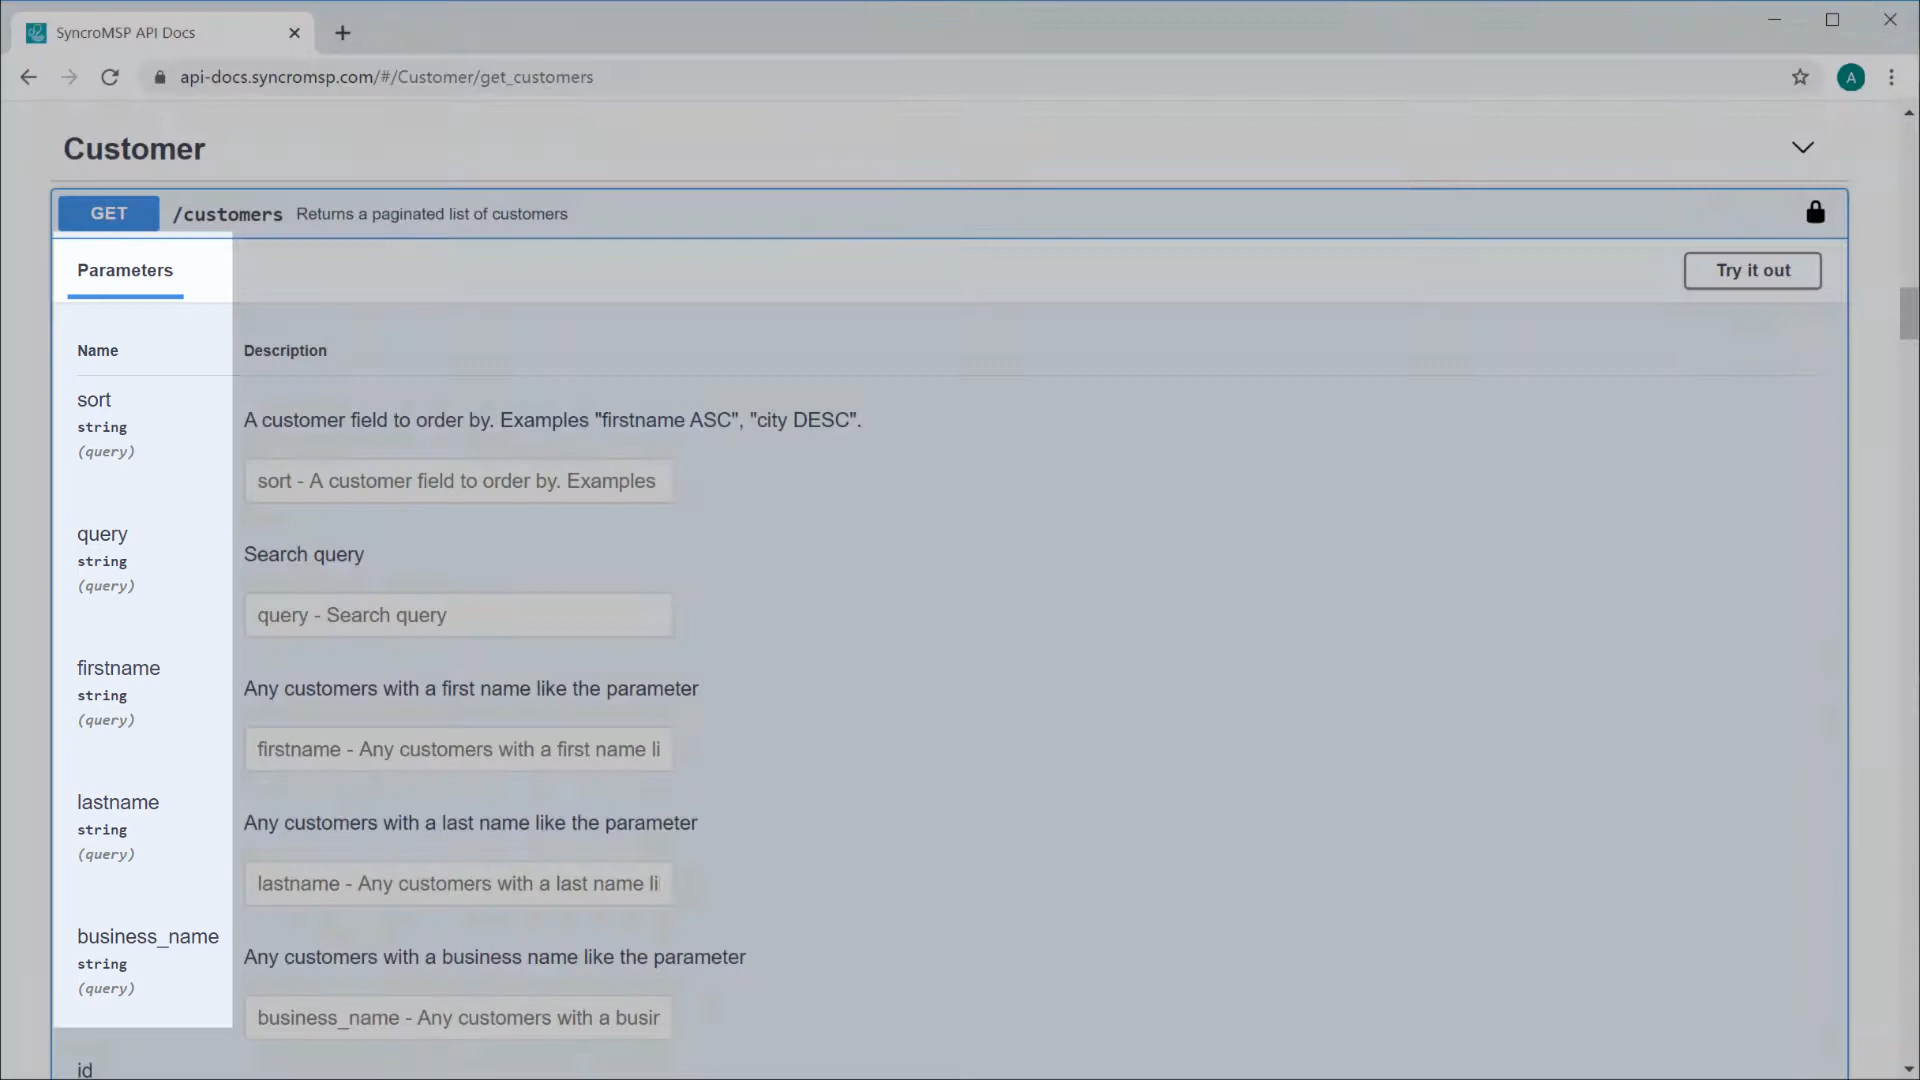 SyncroMSP API Docs
api-docs.syncromsp.com/#/Customer/get_customers
A
Customer
GET /customers Returns a paginated list of customers
Parameters
Try it out
Name Description
sort
string
(query)
A customer field to order by. Examples "firstname ASC", "city DESC".
sort - A customer field to order by. Examples
query
string
(query)
Search query
query - Search query
firstname
string
(query)
Any customers with a first name like the parameter
firstname - Any customers with a first name li
lastname
string
(query)
Any customers with a last name like the parameter
lastname - Any customers with a last name li
business_name
string
(query)
Any customers with a business name like the parameter
business_name - Any customers with a busir
id